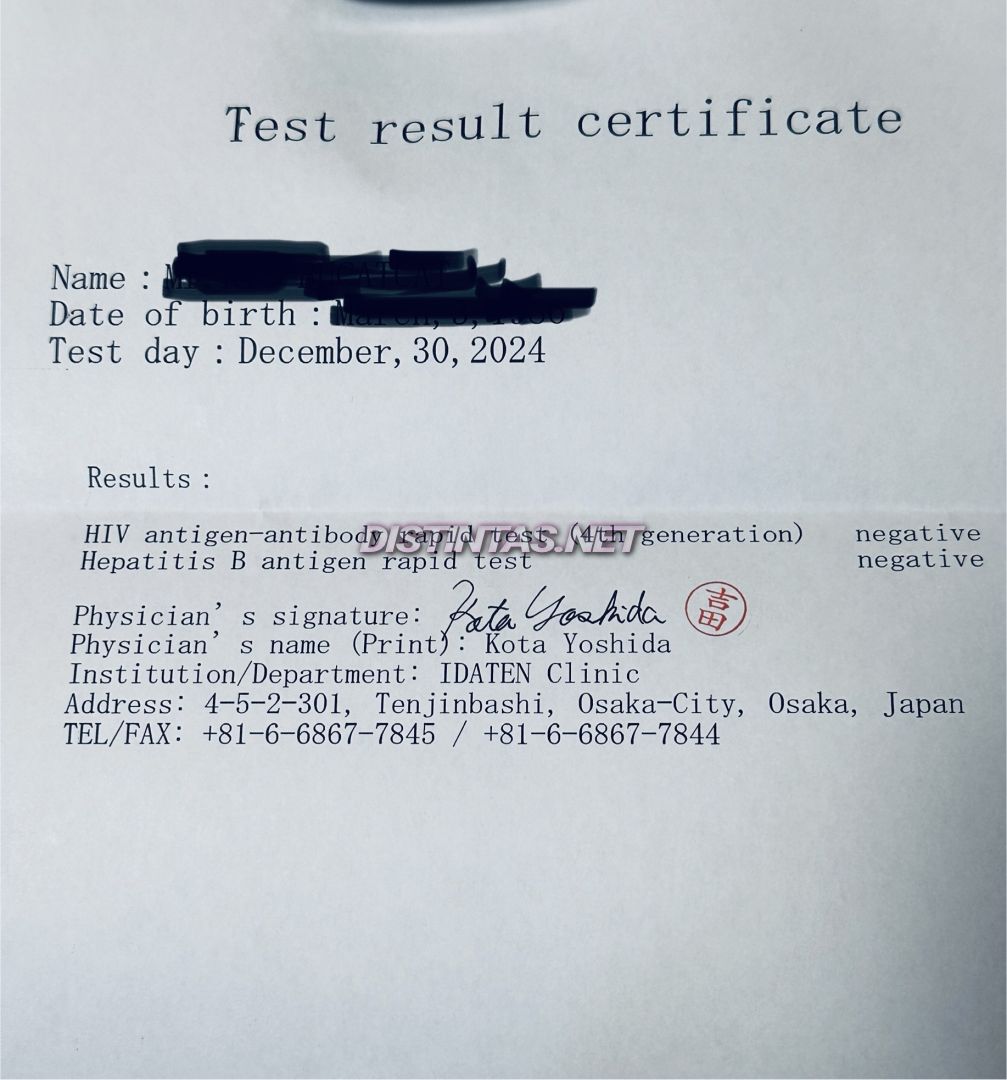 Test result certificate
Name :
Date of birth :
Test day : December, 30, 2024
Results :
HIV antigen-antibody rapid test (4th generation) negative
DISTINTAS.NET
Hepatitis B antigen rapid test negative
Physician's signature: Kota Yoshida 吉田
Physician's name (Print): Kota Yoshida
Institution/Department: IDATEN Clinic
Address: 4-5-2-301, Tenjinbashi, Osaka-City, Osaka, Japan
TEL/FAX: +81-6-6867-7845 / +81-6-6867-7844